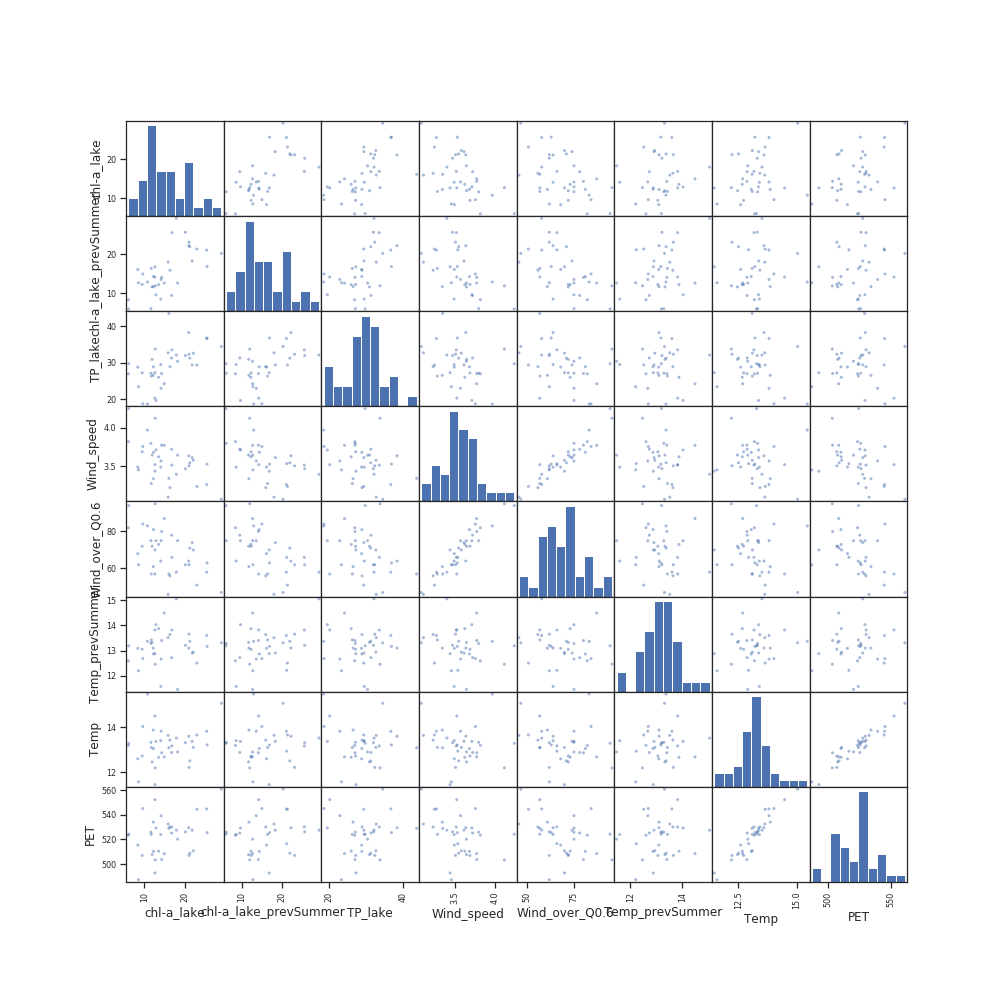 chl-a_lake
20
10
chl-a_lake_prevSummer
20
10
TP_lake
40
30
20
Wind_speed
4.0
3.5
Wind_over_Q0.6
80
60
Temp_prevSummer
15
14
13
12
Temp
14
12
PET
560
540
520
500
10 20 10 20 20 40 3.5 4.0 50 75 12 14 12.5 15.0 500 550
chl-a_lake chl-a_lake_prevSummer TP_lake Wind_speed Wind_over_Q0.6 Temp_prevSummer Temp PET